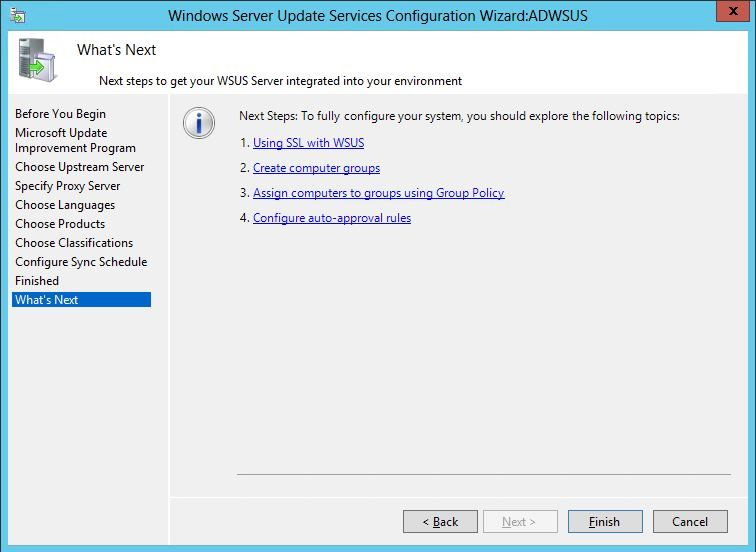 Windows Server Update Services Configuration Wizard:ADWSUS
x
What's Next
Next steps to get your WSUS Server integrated into your environment
Before You Begin
Microsoft Update
Improvement Program
Choose Upstream Server
Specify Proxy Server
Choose Languages
Choose Products
Choose Classifications
Configure Sync Schedule
Finished
What's Next
Next Steps: To fully configure your system, you should explore the following topics:
1. Using SSL with WSUS
2. Create computer groups
3. Assign computers to groups using Group Policy
4. Configure auto-approval rules
< Back
Next >
Finish
Cancel